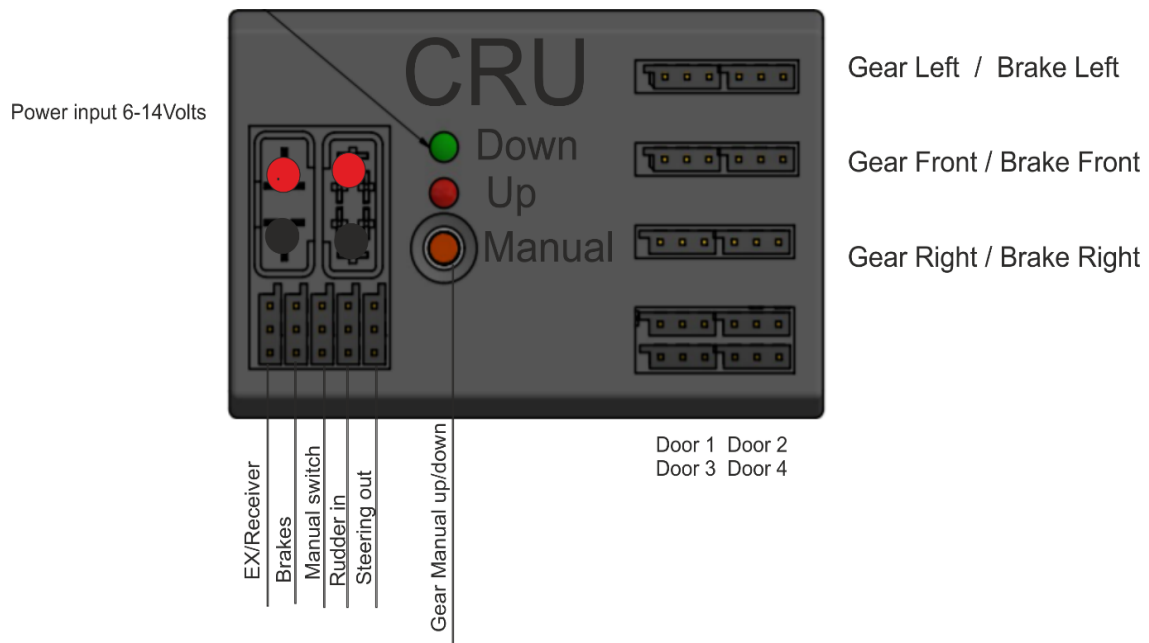 CRU
Down
Up
Manual
Power input 6-14Volts
Gear Left / Brake Left
Gear Front / Brake Front
Gear Right / Brake Right
Door 1 Door 2
Door 3 Door 4
EX/Receiver
Brakes
Manual switch
Rudder in
Steering out
Gear Manual up/down